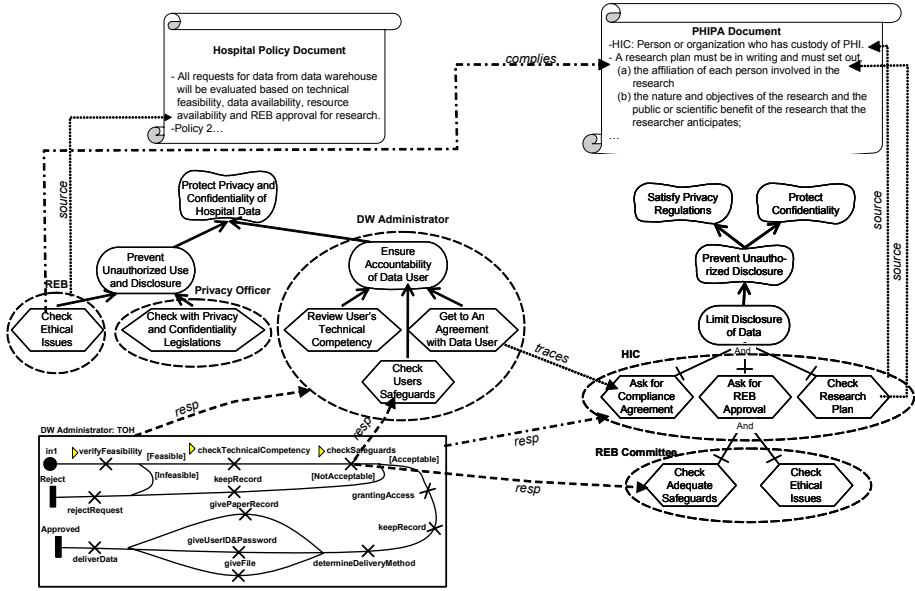 Hospital Policy Document
- All requests for data from data warehouse
will be evaluated based on technical
feasibility, data availability, resource
availability and REB approval for research.
-Policy 2…
complies
PHIPA Document
-HIC: Person or organization who has custody of PHI.
- A research plan must be in writing and must set out
(a) the affiliation of each person involved in the
research
(b) the nature and objectives of the research and the
public or scientific benefit of the research that the
researcher anticipates;
…
source
source
source
Protect Privacy and
Confidentiality of
Hospital Data
DW Administrator
Prevent
Unauthorized Use
and Disclosure
Ensure
Accountability
of Data User
REB
Privacy Officer
Check
Ethical
Issues
Check with Privacy
and Confidentiality
Legislations
Review User's
Technical
Competency
Get to An
Agreement
with Data User
Check
Users
Safeguards
traces
Satisfy Privacy
Regulations
Protect
Confidentiality
Prevent Unautho-
rized Disclosure
Limit Disclosure
of Data
And
HIC
Ask for
Compliance
Agreement
Ask for
REB
Approval
Check
Research
Plan
And
REB Committee
Check
Adequate
Safeguards
Check
Ethical
Issues
resp
resp
resp
resp
DW Administrator: TOH
in1
verifyFeasibility
checkTechnicalCompetency
checkSafeguards
[Feasible]
[Acceptable]
Reject
[Infeasible]
keepRecord
[NotAcceptable]
rejectRequest
grantingAccess
givePaperRecord
Approved
keepRecord
giveUserID&Password
deliverData
giveFile
determineDeliveryMethod